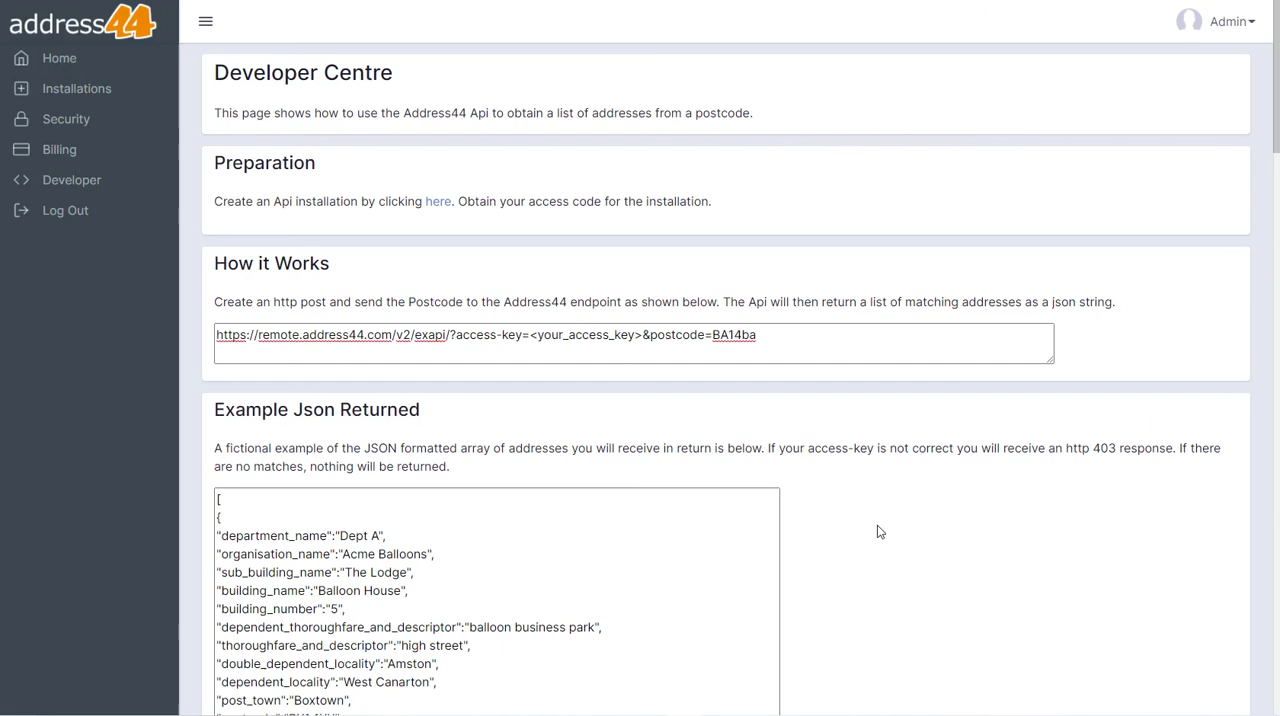 address44
Admin
Home
Installations
Security
Billing
Developer
Log Out
Developer Centre
This page shows how to use the Address44 Api to obtain a list of addresses from a postcode.
Preparation
Create an Api installation by clicking here. Obtain your access code for the installation.
How it Works
Create an http post and send the Postcode to the Address44 endpoint as shown below. The Api will then return a list of matching addresses as a json string.
https://remote.address44.com/v2/exapi/?access-key=<your_access_key>&postcode=BA14ba
Example Json Returned
A fictional example of the JSON formatted array of addresses you will receive in return is below. If your access-key is not correct you will receive an http 403 response. If there
are no matches, nothing will be returned.
[
{
"department_name":"Dept A",
"organisation_name":"Acme Balloons",
"sub_building_name":"The Lodge",
"building_name":"Balloon House",
"building_number":"5",
"dependent_thoroughfare_and_descriptor":"balloon business park",
"thoroughfare_and_descriptor":"high street",
"double_dependent_locality":"Amston",
"dependent_locality":"West Canarton",
"post_town":"Boxtown",